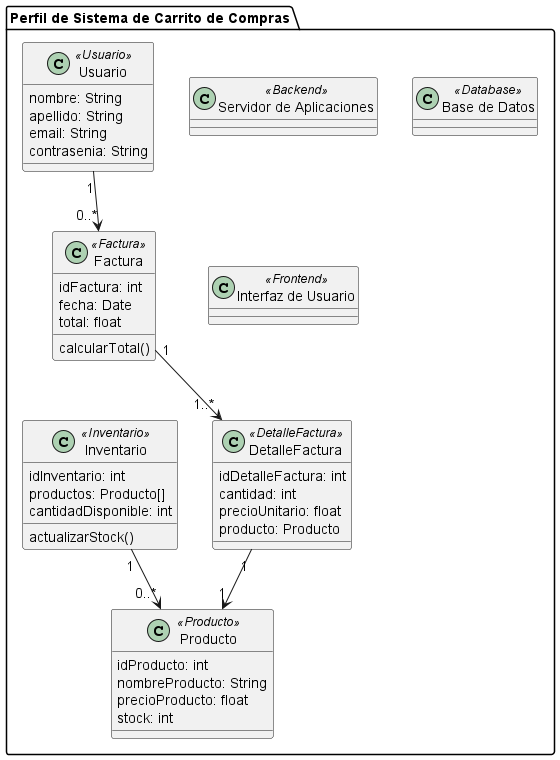 Perfil de Sistema de Carrito de Compras
«Usuario»
Usuario
nombre: String
apellido: String
email: String
contrasenia: String
«Backend»
Servidor de Aplicaciones
«Database»
Base de Datos
1
0..*
«Factura»
Factura
idFactura: int
fecha: Date
total: float
calcularTotal()
«Frontend»
Interfaz de Usuario
1
1..*
«Inventario»
Inventario
idInventario: int
productos: Producto[]
cantidadDisponible: int
actualizarStock()
«DetalleFactura»
DetalleFactura
idDetalleFactura: int
cantidad: int
precioUnitario: float
producto: Producto
1
0..*
1
1
«Producto»
Producto
idProducto: int
nombreProducto: String
precioProducto: float
stock: int